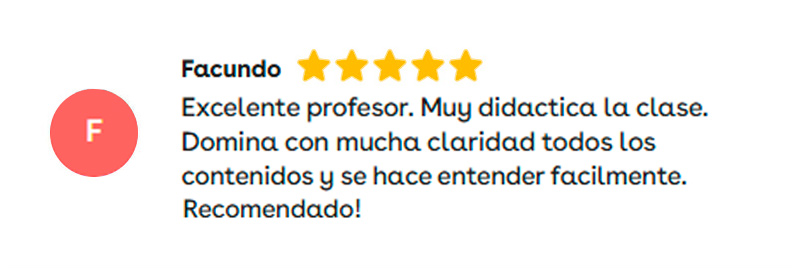 Facundo
F
Excelente profesor. Muy didactica la clase.
Domina con mucha claridad todos los
contenidos y se hace entender facilmente.
Recomendado!